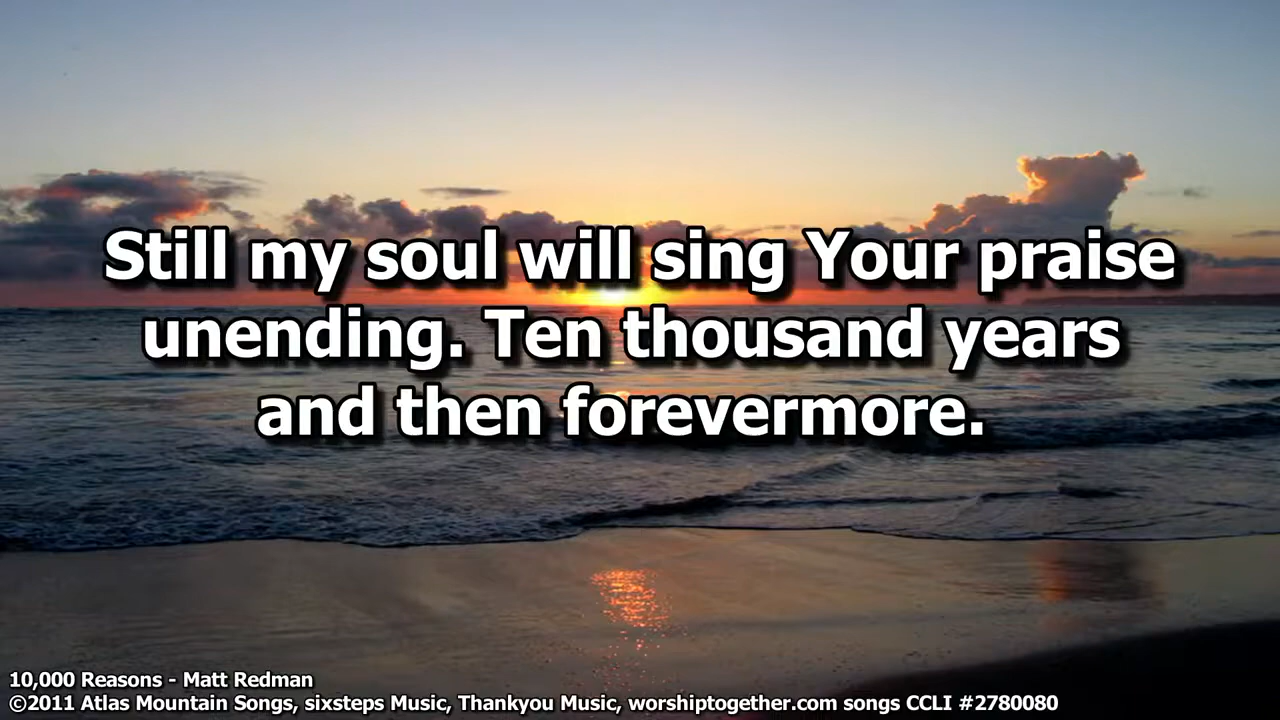 Still my soul will sing Your praise
unending. Ten thousand years
and then forevermore.
10,000 Reasons - Matt Redman
©2011 Atlas Mountain Songs, sixsteps Music, Thankyou Music, worshiptogether.com songs CCLI #2780080